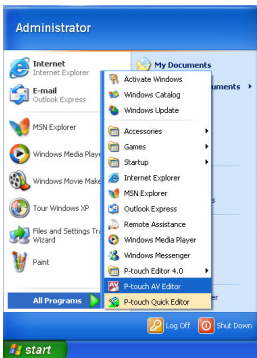 Administrator
Internet
Internet Explorer
E-mail
Outlook Express
MSN Explorer
Windows Media Playe
Windows Movie Make
Tour Windows XP
Files and Settings Tra
Wizard
Paint
All Programs
My Documents
uments
Activate Windows
Windows Catalog
Windows Update
Accessories
Games
Startup
Internet Explorer
MSN Explorer
Outlook Express
Remote Assistance
Windows Media Player
Windows Messenger
P-touch Editor 4.0
P-touch AV Editor
P-touch Quick Editor
s
er
Log Off
Shut Down
start